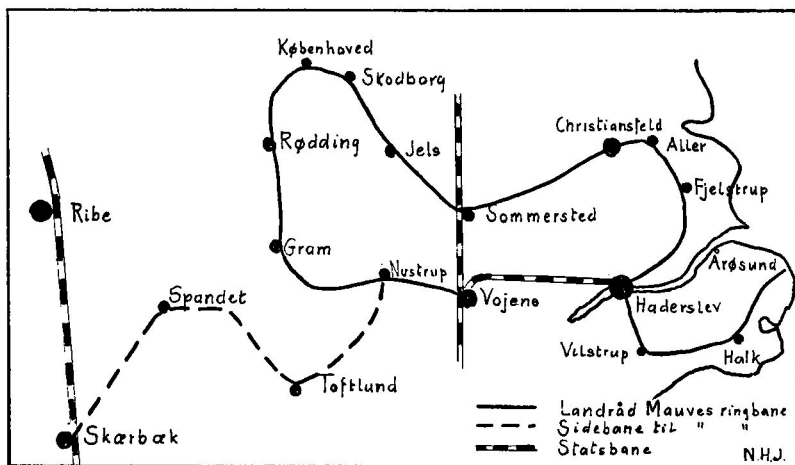 Københoved
Skodborg
Christiansfeld
Aller
Rødding
Jels
Fjelstrup
Ribe
Sommersted
Gram
Nustrup
Årøsund
Spandet
Vojens
Haderslev
Vilstrup
Halk
Toftlund
Skærbæk
Landråd Mauves ringbane
Sidebane til " "
Statsbane
N.H.J.